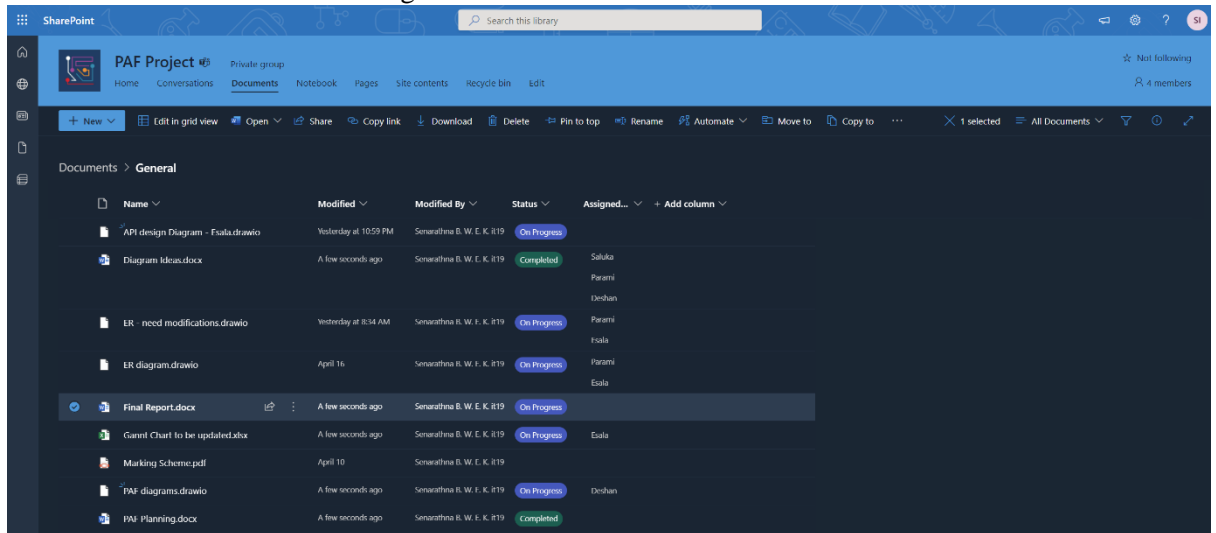 SharePoint
Search this library
?
SI
PAF Project Private group
Not following
Home Conversations Documents Notebook Pages Site contents Recycle bin Edit
4 members
+ New Edit in grid view Open Share Copy link Download Delete Pin to top Rename Automate Move to Copy to ... 1 selected All Documents
Documents > General
Name Modified Modified By Status Assigned... + Add column
API design Diagram - Esala.drawio Yesterday at 10:59 PM Senarathna B. W. E. K. it19 On Progress
Diagram Ideas.docx A few seconds ago Senarathna B. W. E. K. it19 Completed Saluka
Parami
Deshan
ER - need modifications.drawio Yesterday at 8:34 AM Senarathna B. W. E. K. it19 On Progress Parami
Esala
ER diagram.drawio April 16 Senarathna B. W. E. K. it19 On Progress Parami
Esala
Final Report.docx A few seconds ago Senarathna B. W. E. K. it19 On Progress
Gannt Chart to be updated.xlsx A few seconds ago Senarathna B. W. E. K. it19 On Progress Esala
Marking Scheme.pdf April 10 Senarathna B. W. E. K. it19
PAF diagrams.drawio A few seconds ago Senarathna B. W. E. K. it19 On Progress Deshan
PAF Planning.docx A few seconds ago Senarathna B. W. E. K. it19 Completed